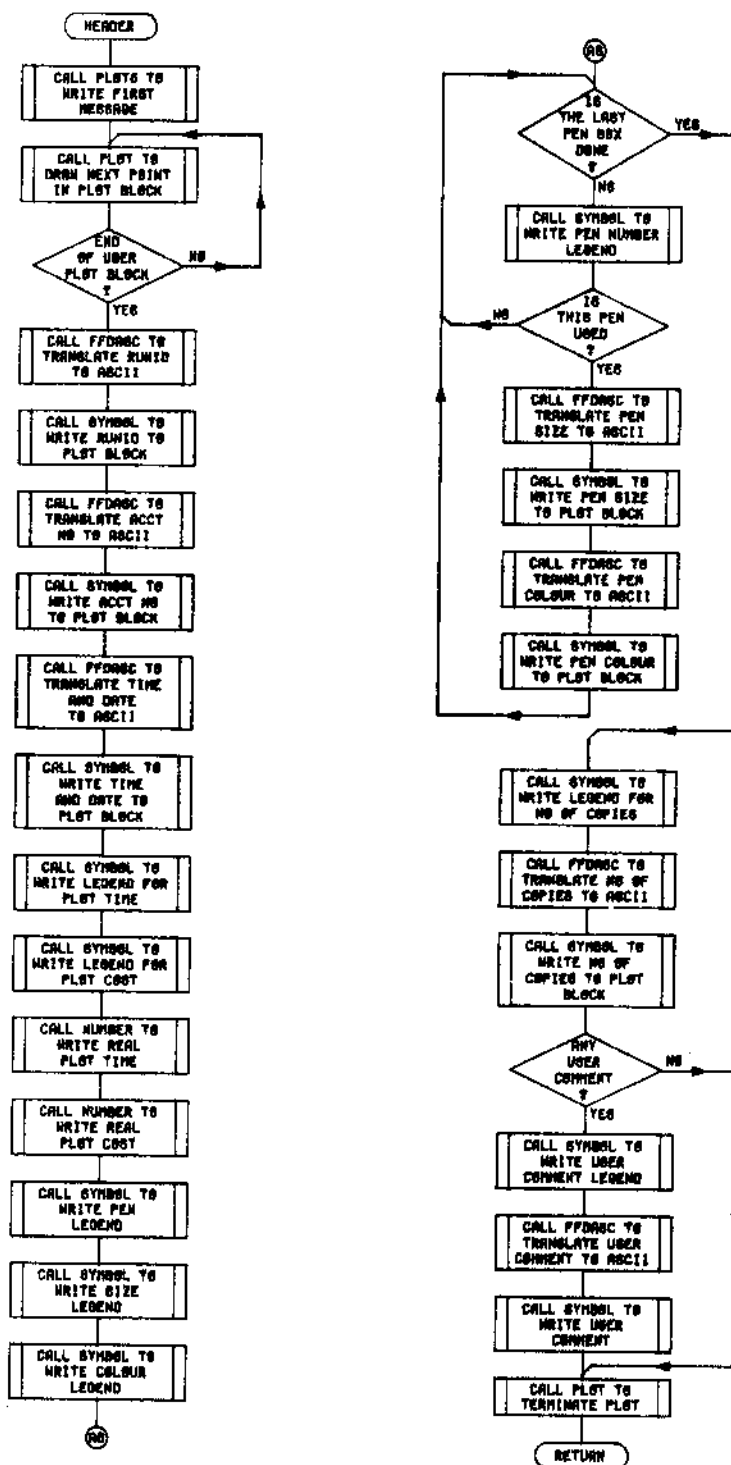 HEADER
CALL PLOTS TO
WRITE FIRST
MESSAGE
CALL PLOT TO
DRAW NEXT POINT
IN PLOT BLOCK
END
OF USER
PLOT BLOCK
?
NO
YES
CALL FFDASC TO
TRANSLATE RUNID
TO ASCII
CALL SYMBOL TO
WRITE RUNID TO
PLOT BLOCK
CALL FFDASC TO
TRANSLATE ACCT
NO TO ASCII
CALL SYMBOL TO
WRITE ACCT NO
TO PLOT BLOCK
CALL FFDASC TO
TRANSLATE TIME
AND DATE
TO ASCII
CALL SYMBOL TO
WRITE TIME
AND DATE TO
PLOT BLOCK
CALL SYMBOL TO
WRITE LEGEND FOR
PLOT TIME
CALL SYMBOL TO
WRITE LEGEND FOR
PLOT COST
CALL NUMBER TO
WRITE REAL
PLOT TIME
CALL NUMBER TO
WRITE REAL
PLOT COST
CALL SYMBOL TO
WRITE PEN
LEGEND
CALL SYMBOL TO
WRITE SIZE
LEGEND
CALL SYMBOL TO
WRITE COLOUR
LEGEND
IS
THE LAST
PEN BOX
DONE
?
YES
NO
CALL SYMBOL TO
WRITE PEN NUMBER
LEGEND
IS
THIS PEN
USED
?
NO
YES
CALL FFDASC TO
TRANSLATE PEN
SIZE TO ASCII
CALL SYMBOL TO
WRITE PEN SIZE
TO PLOT BLOCK
CALL FFDASC TO
TRANSLATE PEN
COLOUR TO ASCII
CALL SYMBOL TO
WRITE PEN COLOUR
TO PLOT BLOCK
CALL SYMBOL TO
WRITE LEGEND FOR
NO OF COPIES
CALL FFDASC TO
TRANSLATE NO OF
COPIES TO ASCII
CALL SYMBOL TO
WRITE NO OF
COPIES TO PLOT
BLOCK
ANY
USER
COMMENT
?
NO
YES
CALL SYMBOL TO
WRITE USER
COMMENT LEGEND
CALL FFDASC TO
TRANSLATE USER
COMMENT TO ASCII
CALL SYMBOL TO
WRITE USER
COMMENT
CALL PLOT TO
TERMINATE PLOT
RETURN